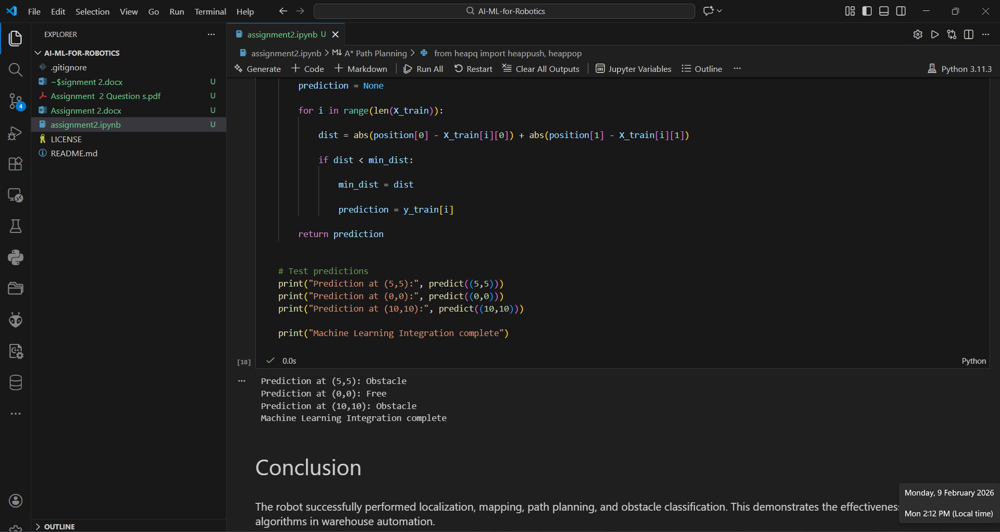 File Edit Selection View Go Run Terminal Help
AI-ML-for-Robotics
EXPLORER
AI-ML-FOR-ROBOTICS
.gitignore
~$signment 2.docx U
Assignment 2 Question s.pdf U
Assignment 2.docx U
assignment2.ipynb U
LICENSE
README.md
4
OUTLINE
assignment2.ipynb U
assignment2.ipynb > M↓ A* Path Planning > from heapq import heappush, heappop
Generate + Code + Markdown Run All Restart Clear All Outputs Jupyter Variables Outline ··· Python 3.11.3
prediction = None
for i in range(len(X_train)):
dist = abs(position[0] - X_train[i][0]) + abs(position[1] - X_train[i][1])
if dist < min_dist:
min_dist = dist
prediction = y_train[i]
return prediction
# Test predictions
print("Prediction at (5,5):", predict((5,5)))
print("Prediction at (0,0):", predict((0,0)))
print("Prediction at (10,10):", predict((10,10)))
print("Machine Learning Integration complete")
[18] 0.0s Python
Prediction at (5,5): Obstacle
Prediction at (0,0): Free
Prediction at (10,10): Obstacle
Machine Learning Integration complete
Conclusion
The robot successfully performed localization, mapping, path planning, and obstacle classification. This demonstrates the effectivenes
algorithms in warehouse automation.
Monday, 9 February 2026
Mon 2:12 PM (Local time)